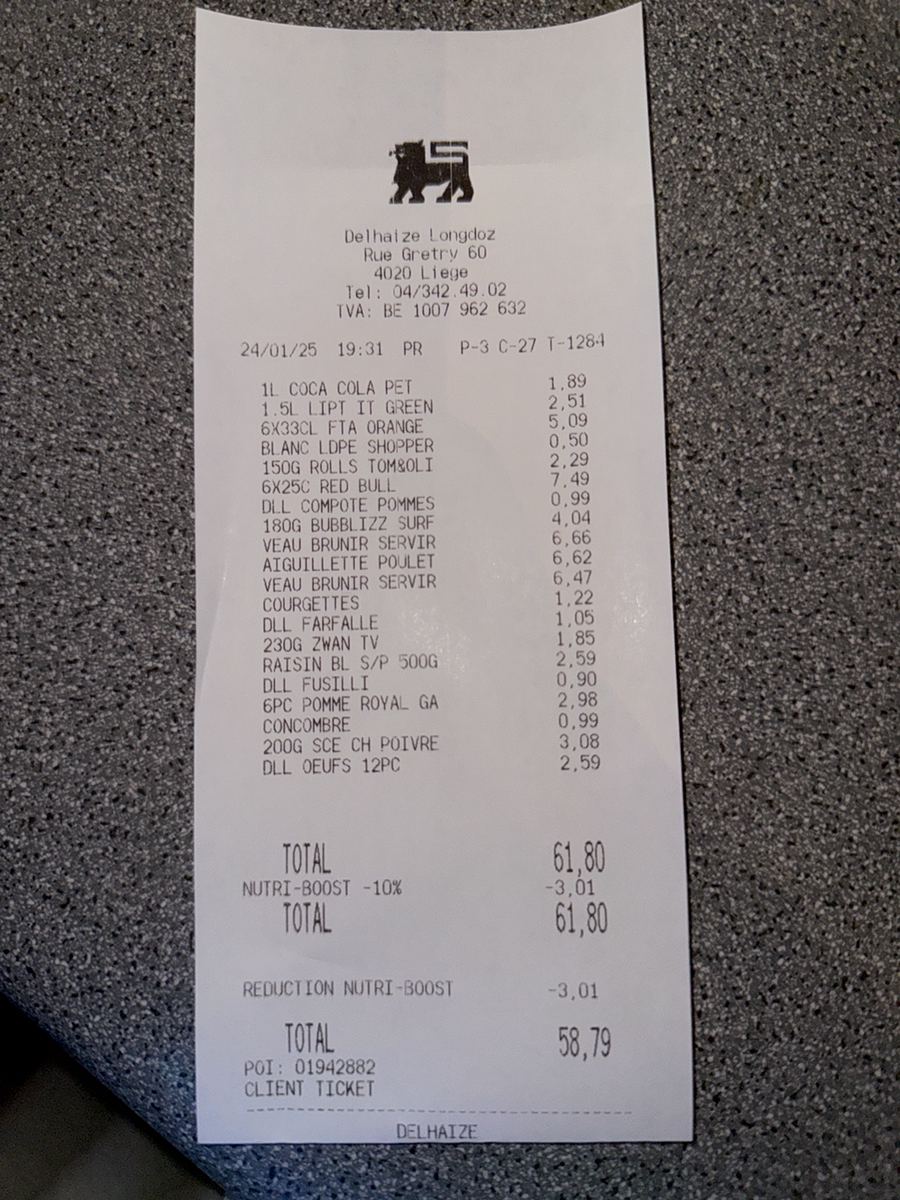 Delhaize Longdoz
Rue Gretry 60
4020 Liege
Tel: 04/342.49.02
TVA: BE 1007 962 632
24/01/25 19:31 PR P-3 C-27 T-1284
1L COCA COLA PET 1,89
1.5L LIPT IT GREEN 2,51
6X33CL FTA ORANGE 5,09
BLANC LDPE SHOPPER 0,50
150G ROLLS TOM&OLI 2,29
6X25C RED BULL 7,49
DLL COMPOTE POMMES 0,99
180G BUBBLIZZ SURF 4,04
VEAU BRUNIR SERVIR 6,66
AIGUILLETTE POULET 6,62
VEAU BRUNIR SERVIR 6,47
COURGETTES 1,22
DLL FARFALLE 1,05
230G ZWAN TV 1,85
RAISIN BL S/P 500G 2,59
DLL FUSILLI 0,90
6PC POMME ROYAL GA 2,98
CONCOMBRE 0,99
200G SCE CH POIVRE 3,08
DLL OEUFS 12PC 2,59
TOTAL 61,80
NUTRI-BOOST -10% -3,01
TOTAL 61,80
REDUCTION NUTRI-BOOST -3,01
TOTAL 58,79
POI: 01942882
CLIENT TICKET
--------------------------------------------------
DELHAIZE